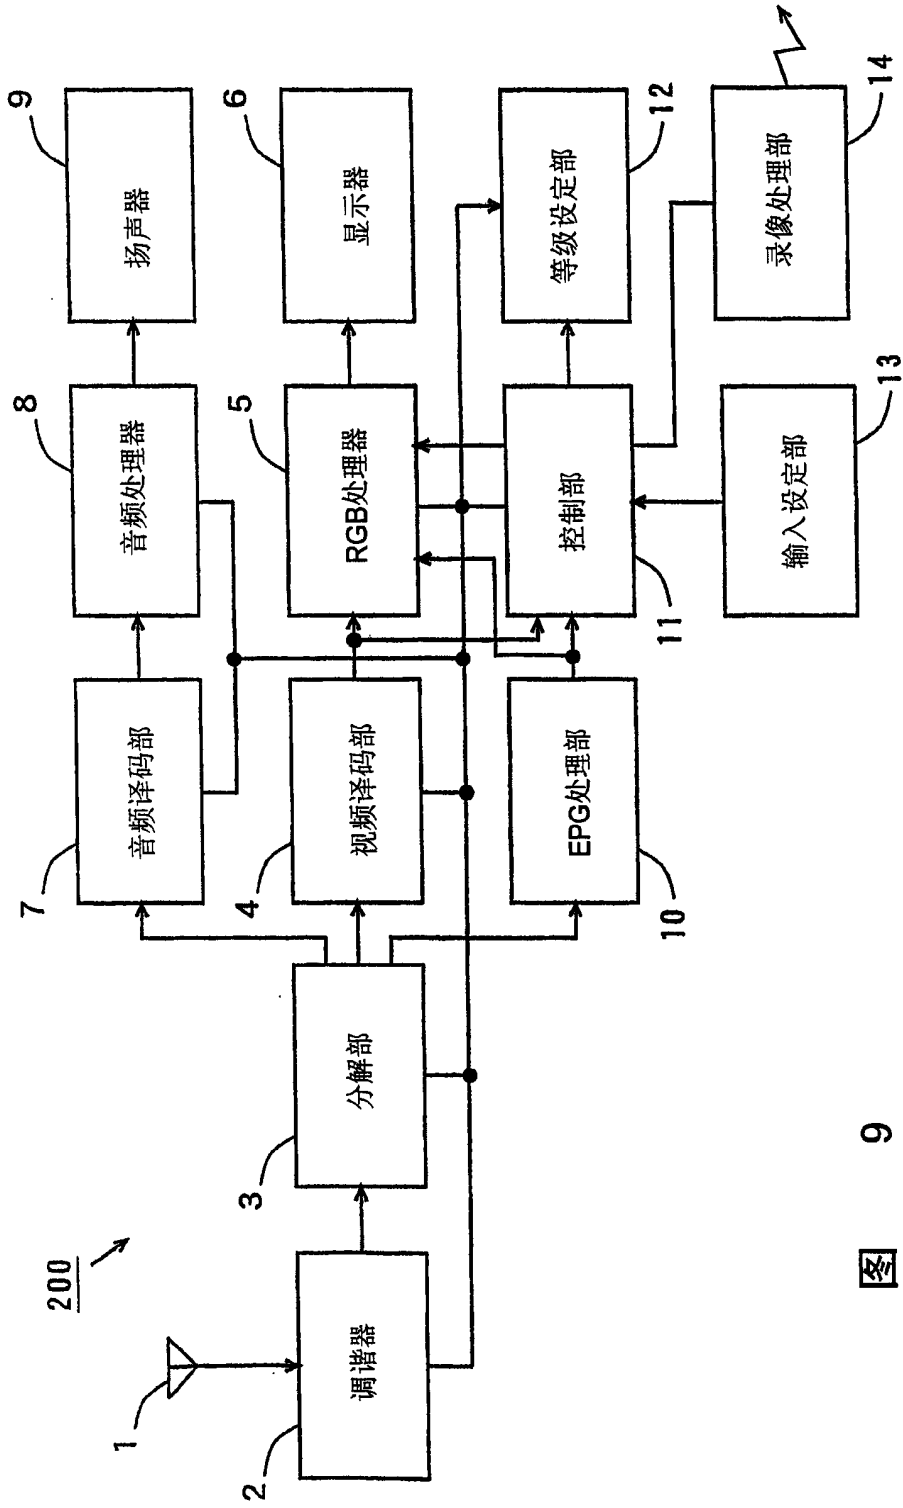 200
1
2
调谐器
3
分解部
7
音频译码部
8
音频处理器
9
扬声器
4
视频译码部
5
RGB处理器
6
显示器
10
EPG处理部
11
控制部
12
等级设定部
13
输入设定部
14
录像处理部
图 9